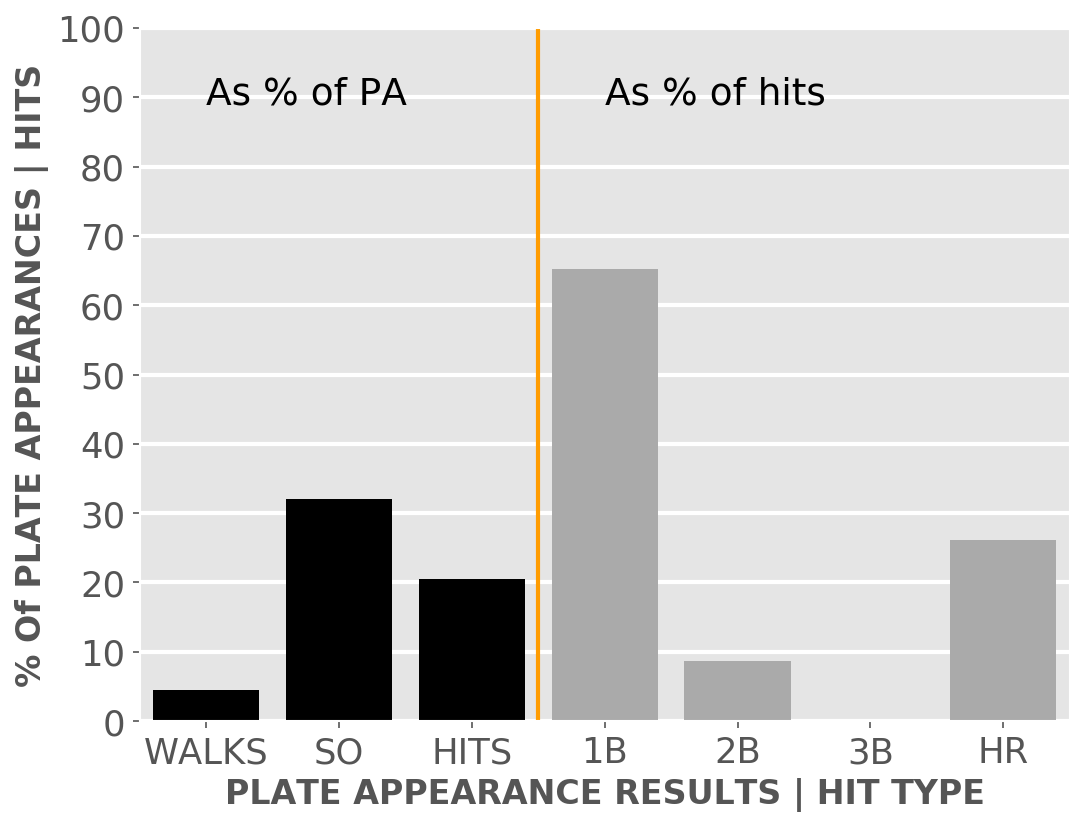 100
90
80
70
60
50
40
30
20
10
0
% Of PLATE APPEARANCES | HITS
As % of PA
As % of hits
WALKS SO HITS 1B 2B 3B HR
PLATE APPEARANCE RESULTS | HIT TYPE